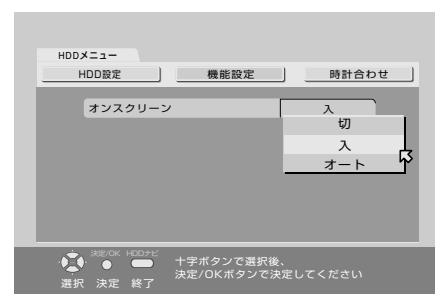 HDDメニュー
HDD設定 機能設定 時計合わせ
オンスクリーン 入
切
入
オート
決定/OK HDDナビ
選択 決定 終了
十字ボタンで選択後、
決定/OKボタンで決定してください